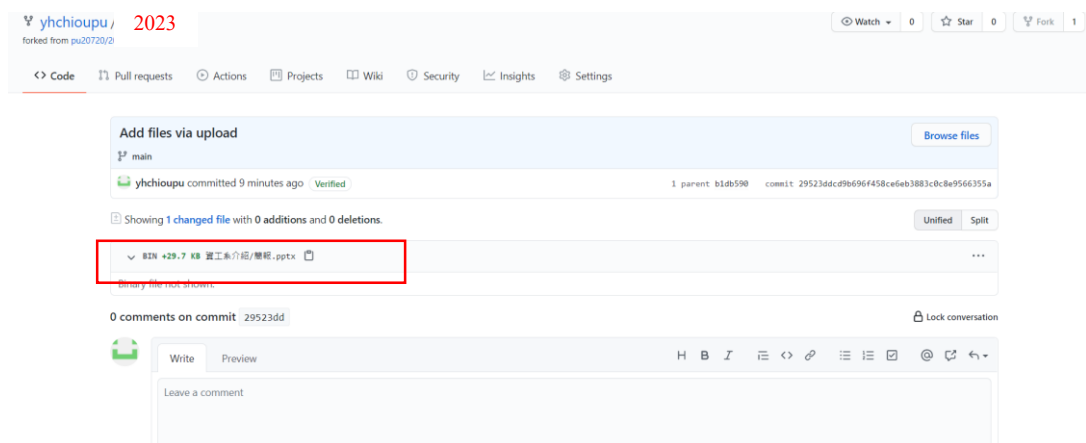 yhchioupu / 2023
Watch 0 Star 0 Fork 1
forked from pu20720/2
Code Pull requests Actions Projects Wiki Security Insights Settings
Add files via upload
Browse files
main
yhchioupu committed 9 minutes ago Verified
1 parent b1db590 commit 29523ddcd9b696f458ce6eb3883c0c8e9566355a
Showing 1 changed file with 0 additions and 0 deletions.
Unified Split
BIN +29.7 KB 資工系介紹/簡報.pptx
Binary file not shown.
0 comments on commit 29523dd
Lock conversation
Write Preview
H B I
Leave a comment